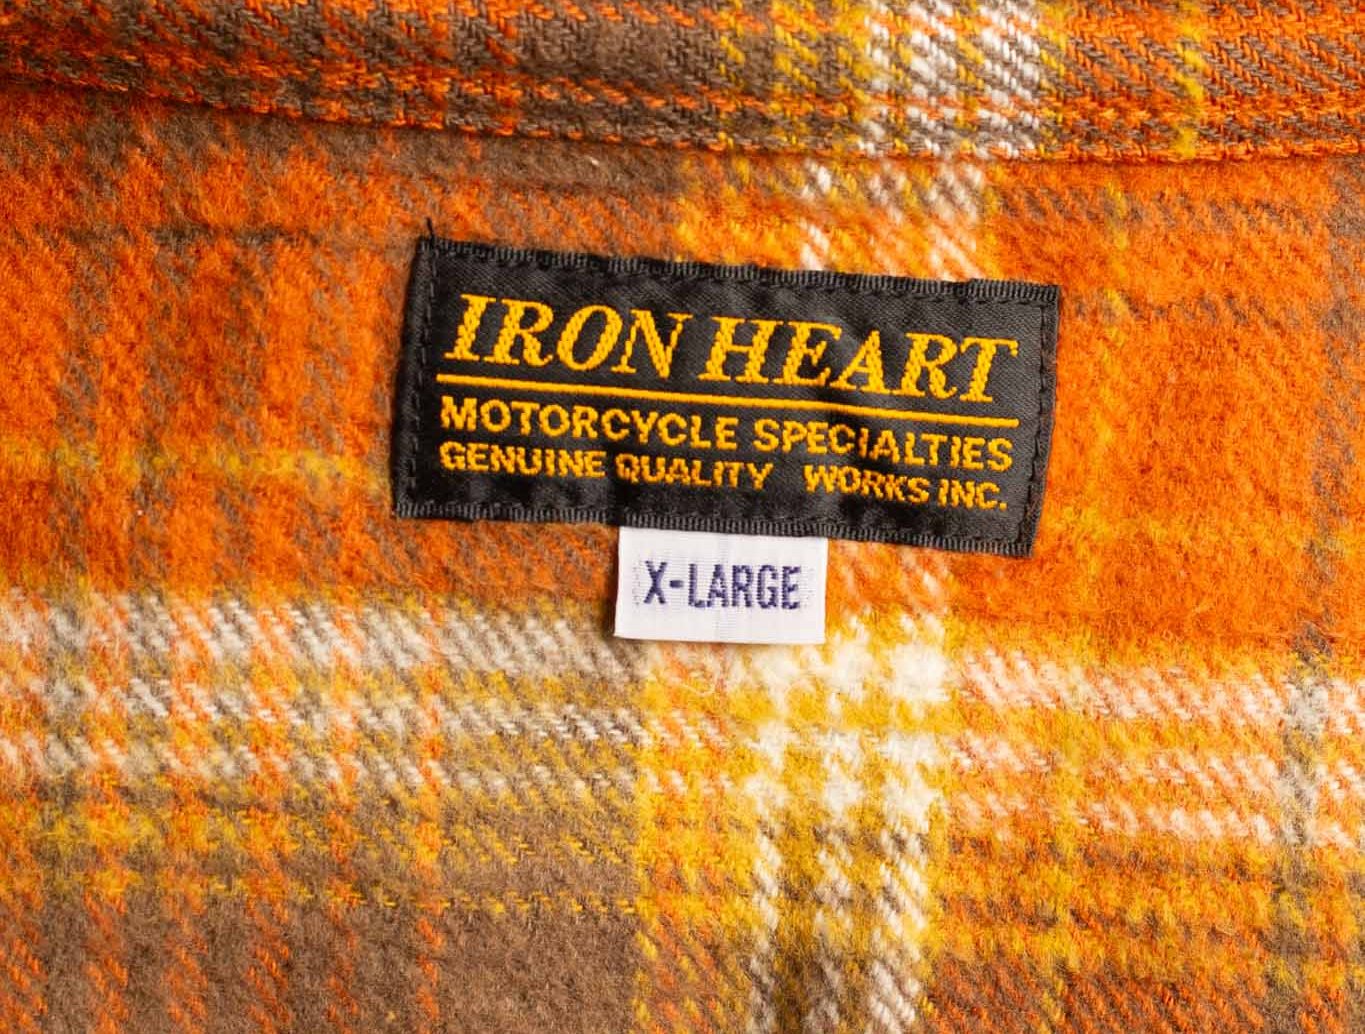 IRON HEART
MOTORCYCLE SPECIALTIES
GENUINE QUALITY WORKS INC.
X-LARGE